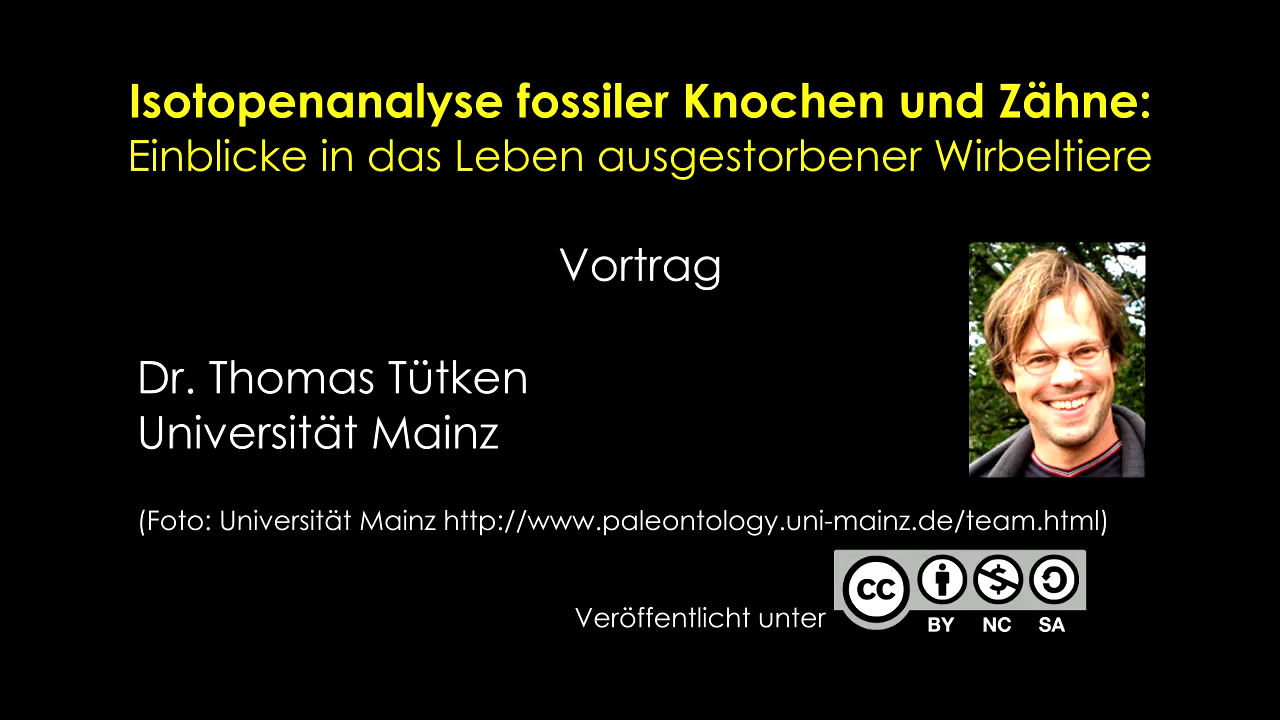 Isotopenanalyse fossiler Knochen und Zähne:
Einblicke in das Leben ausgestorbener Wirbeltiere
Vortrag
Dr. Thomas Tütken
Universität Mainz
(Foto: Universität Mainz http://www.paleontology.uni-mainz.de/team.html)
Veröffentlicht unter
cc
BY NC SA